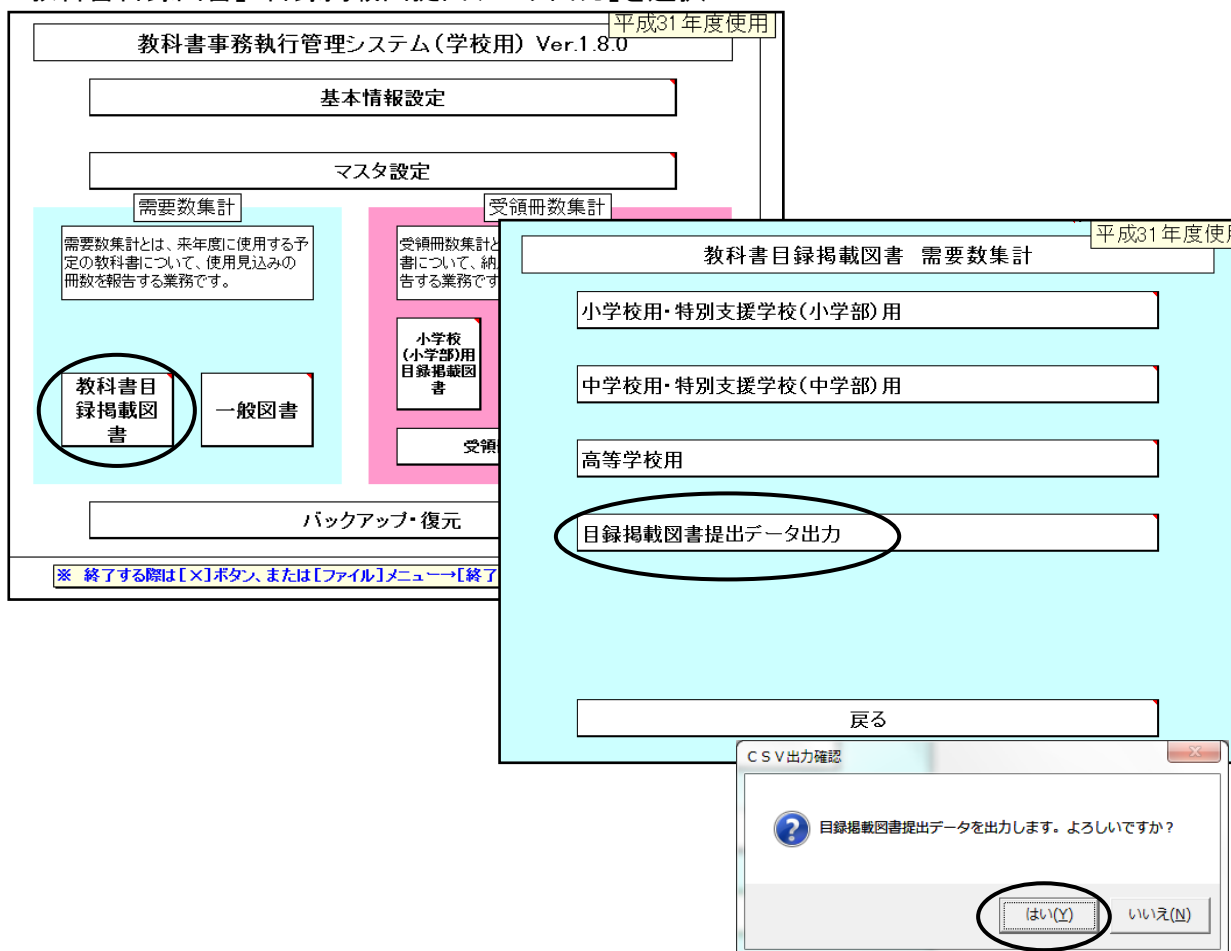 平成31年度使用
教科書事務執行管理システム(学校用) Ver.1.8.0
基本情報設定
マスタ設定
需要数集計
需要数集計とは、来年度に使用する予
定の教科書について、使用見込みの
冊数を報告する業務です。
教科書目
録掲載図
書
一般図書
受領冊数集計
受領冊数集計と
書について、納
告する業務です
小学校
(小学部)用
目録掲載図
書
受領
バックアップ・復元
※ 終了する際は[×]ボタン、または[ファイル]メニュー→[終了
平成31年度使
教科書目録掲載図書 需要数集計
小学校用・特別支援学校(小学部)用
中学校用・特別支援学校(中学部)用
高等学校用
目録掲載図書提出データ出力
戻る
CSV出力確認
目録掲載図書提出データを出力します。よろしいですか?
はい(Y)
いいえ(N)